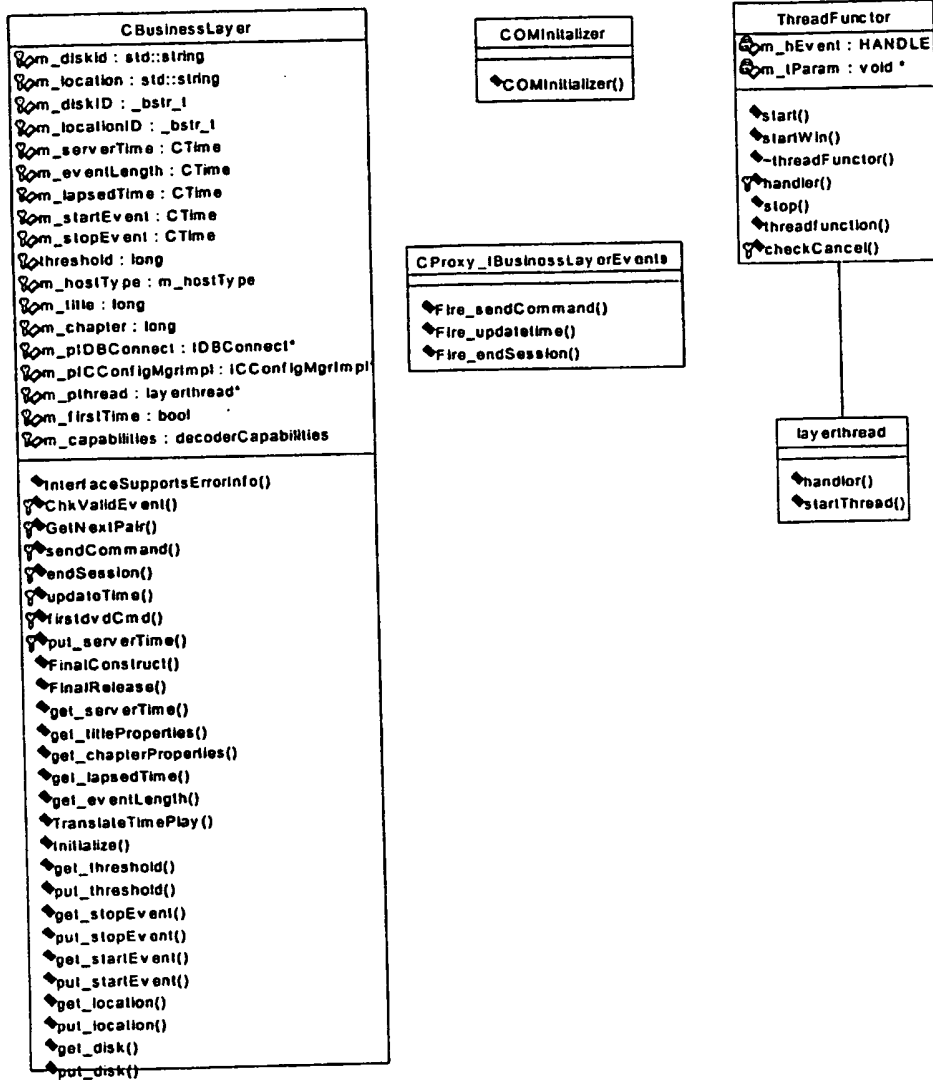 CBusinessLayer
m_diskid : std::string
m_location : std::string
m_diskID : _bstr_t
m_locationID : _bstr_t
m_serverTime : CTime
m_eventLength : CTime
m_lapsedTime : CTime
m_startEvent : CTime
m_stopEvent : CTime
threshold : long
m_hostType : m_hostType
m_title : long
m_chapter : long
m_pIDBConnect : IDBConnect*
m_pICConfigMgrImpl : ICConfigMgrImpl*
m_pthread : layerthread*
m_firstTime : bool
m_capabilities : decoderCapabilities
InterfaceSupportsErrorInfo()
ChkValidEvent()
GetNextPair()
sendCommand()
endSession()
updateTime()
firstdvdCmd()
put_serverTime()
FinalConstruct()
FinalRelease()
get_serverTime()
get_titleProperties()
get_chapterProperties()
get_lapsedTime()
get_eventLength()
TranslateTimePlay()
Initialize()
get_threshold()
put_threshold()
get_stopEvent()
put_stopEvent()
get_startEvent()
put_startEvent()
get_location()
put_location()
get_disk()
put_disk()
COMInitalizer
COMInitializer()
CProxy_IBusinessLayerEvents
Fire_sendCommand()
Fire_updatetime()
Fire_endSession()
ThreadFunctor
m_hEvent : HANDLE
m_tParam : void *
start()
startWin()
~threadFunctor()
handler()
stop()
threadfunction()
checkCancel()
layerthread
handler()
startThread()